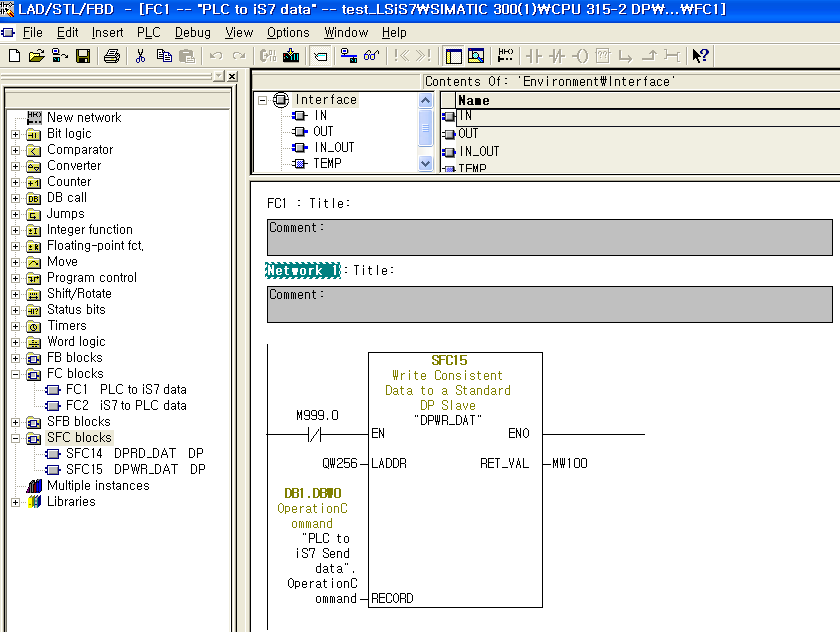 LAD/STL/FBD - [FC1 -- "PLC to iS7 data" -- test_LSiS7₩SIMATIC 300(1)₩CPU 315-2 DP₩...₩FC1]
File Edit Insert PLC Debug View Options Window Help
New network
Bit logic
Comparator
Converter
Counter
DB call
Jumps
Integer function
Floating-point fct.
Move
Program control
Shift/Rotate
Status bits
Timers
Word logic
FB blocks
FC blocks
FC1 PLC to iS7 data
FC2 iS7 to PLC data
SFB blocks
SFC blocks
SFC14 DPRD_DAT DP
SFC15 DPWR_DAT DP
Multiple instances
Libraries
Contents Of: 'Environment₩Interface'
Interface
IN
OUT
IN_OUT
TEMP
Name
IN
OUT
IN_OUT
TEMP
FC1 : Title:
Comment:
Network 1: Title:
Comment:
SFC15
Write Consistent
Data to a Standard
DP Slave
"DPWR_DAT"
M999.0
EN ENO
QW256 LADDR RET_VAL MW100
DB1.DBW0
OperationC
ommand
"PLC to
iS7 Send
data".
OperationC
ommand RECORD